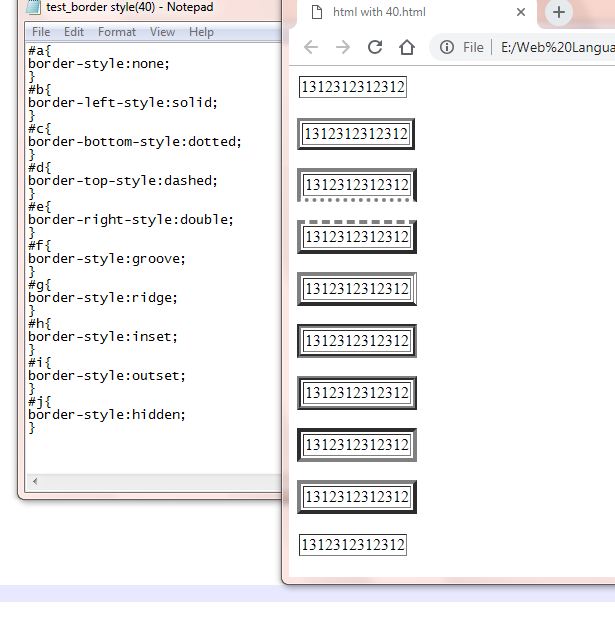 test_border style(40) - Notepad
File Edit Format View Help
#a{
border-style:none;
}
#b{
border-left-style:solid;
}
#c{
border-bottom-style:dotted;
}
#d{
border-top-style:dashed;
}
#e{
border-right-style:double;
}
#f{
border-style:groove;
}
#g{
border-style:ridge;
}
#h{
border-style:inset;
}
#i{
border-style:outset;
}
#j{
border-style:hidden;
}
html with 40.html
File E:/Web%20Langua
1312312312312
1312312312312
1312312312312
1312312312312
1312312312312
1312312312312
1312312312312
1312312312312
1312312312312
1312312312312